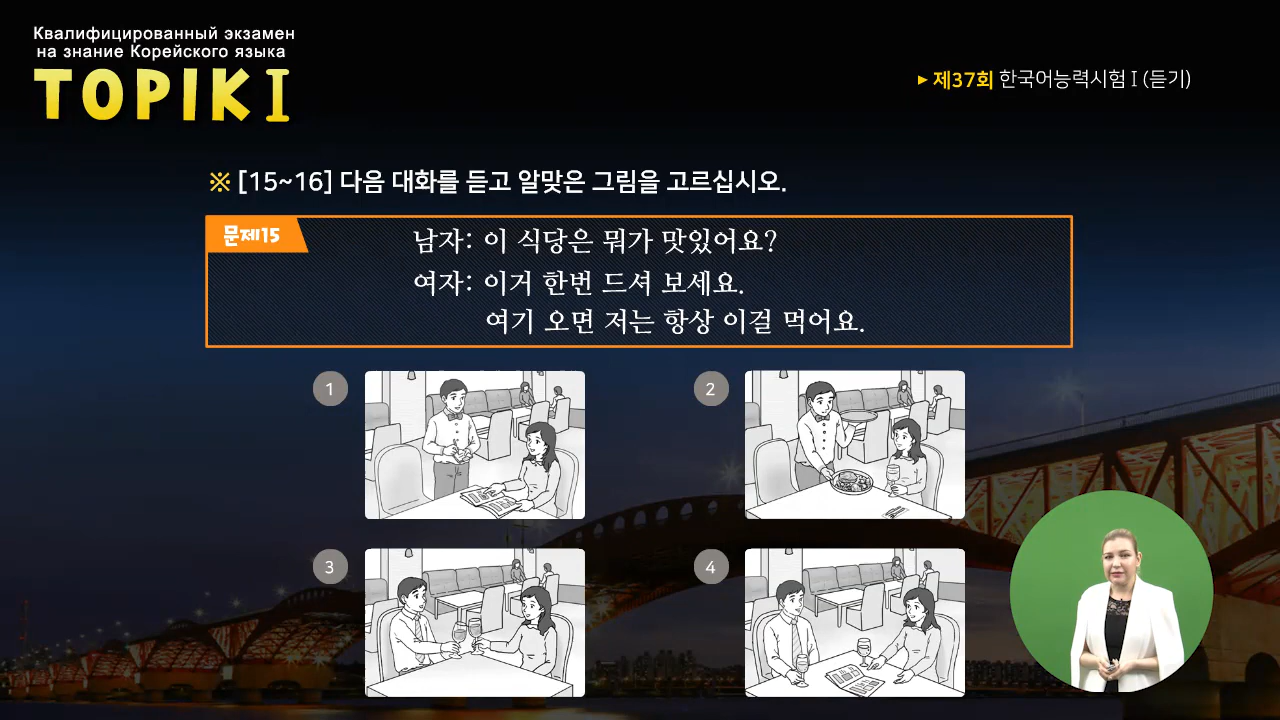 Квалифицированный экзамен
на знание Корейского языка
TOPIK I
▶ 제37회 한국어능력시험 I (듣기)
※ [15~16] 다음 대화를 듣고 알맞은 그림을 고르십시오.
문제15
남자: 이 식당은 뭐가 맛있어요?
여자: 이거 한번 드셔 보세요.
여기 오면 저는 항상 이걸 먹어요.
1
2
3
4